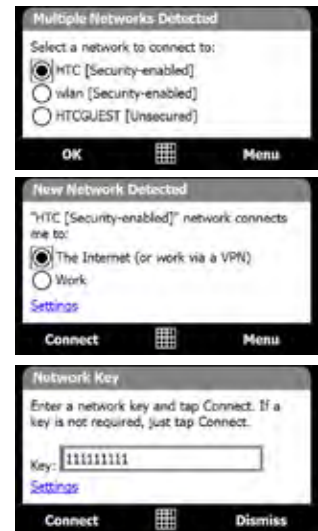 Multiple Networks Detected
Select a network to connect to:
HTC [Security-enabled]
wlan [Security-enabled]
HTCGUEST [Unsecured]
OK Menu
New Network Detected
"HTC [Security-enabled]" network connects
me to:
The Internet (or work via a VPN)
Work
Settings
Connect Menu
Network Key
Enter a network key and tap Connect. If a
key is not required, just tap Connect.
Key: 111111111
Settings
Connect Dismiss